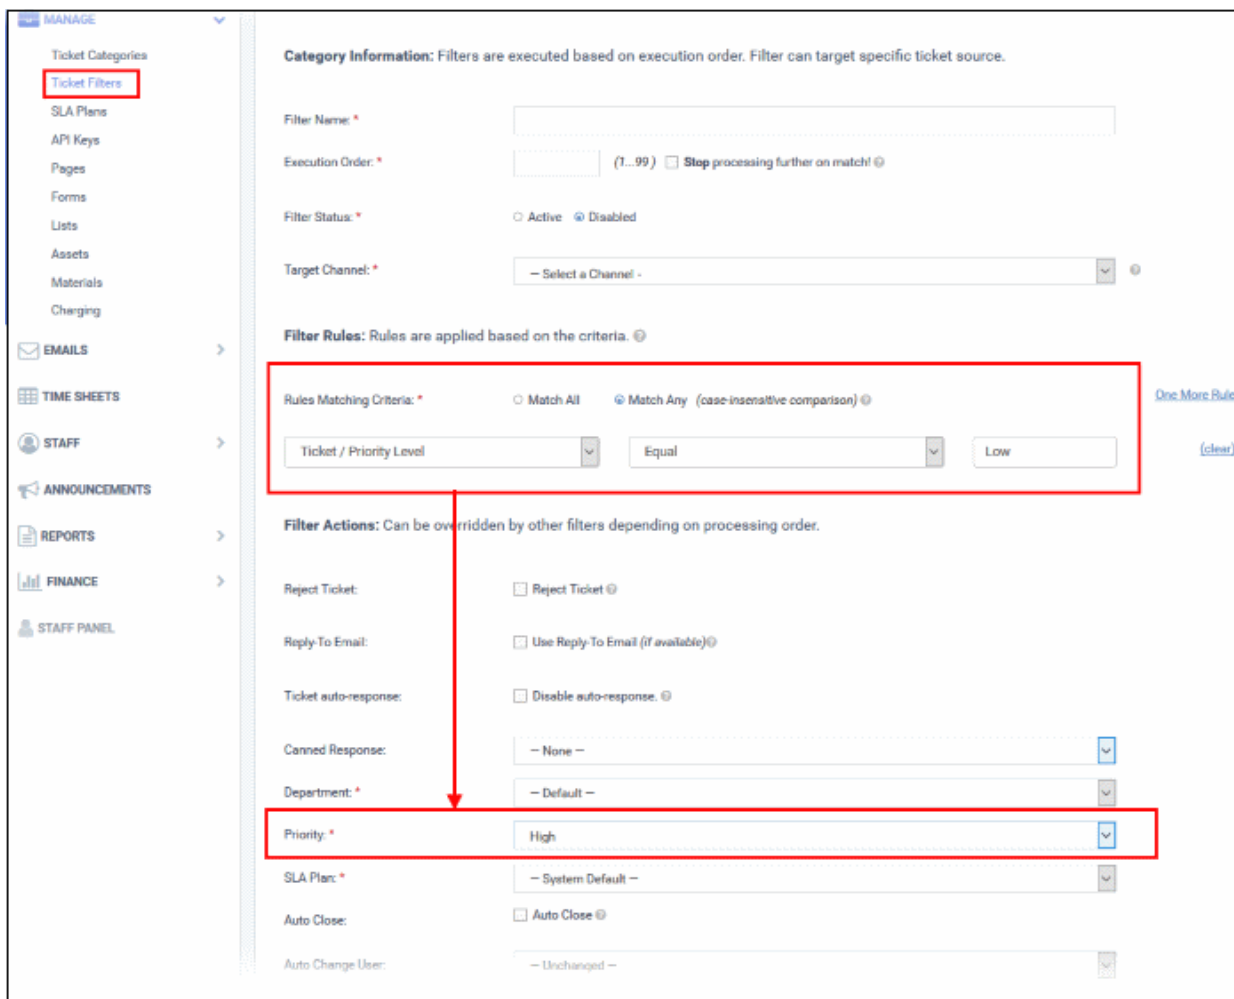 MANAGE
Ticket Categories
Ticket Filters
SLA Plans
API Keys
Pages
Forms
Lists
Assets
Materials
Charging
EMAILS
TIME SHEETS
STAFF
ANNOUNCEMENTS
REPORTS
FINANCE
STAFF PANEL
Category Information: Filters are executed based on execution order. Filter can target specific ticket source.
Filter Name: *
Execution Order: * (1...99 ) Stop processing further on match!
Filter Status: * Active Disabled
Target Channel: * — Select a Channel -
Filter Rules: Rules are applied based on the criteria.
Rules Matching Criteria: * Match All Match Any (case-insensitive comparison) One More Rule
Ticket / Priority Level Equal Low (clear)
Filter Actions: Can be overridden by other filters depending on processing order.
Reject Ticket: Reject Ticket
Reply-To Email: Use Reply-To Email (if available)
Ticket auto-response: Disable auto-response.
Canned Response: — None —
Department: * — Default —
Priority: * High
SLA Plan: * — System Default —
Auto Close: Auto Close
Auto Change User: — Unchanged —